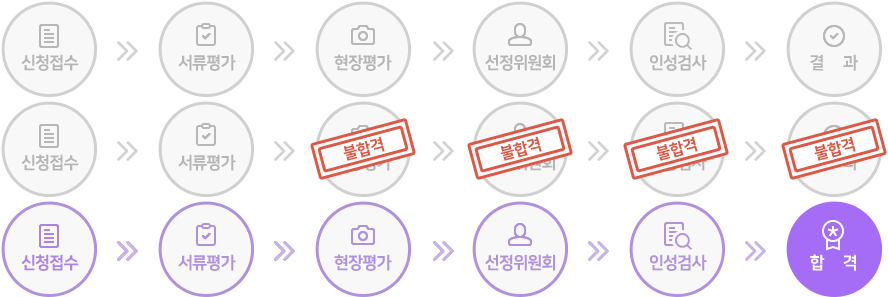 신청접수 서류평가 현장평가 선정위원회 인성검사 결 과
신청접수 서류평가 불합격 불합격 불합격 불합격
신청접수 서류평가 현장평가 선정위원회 인성검사 합 격